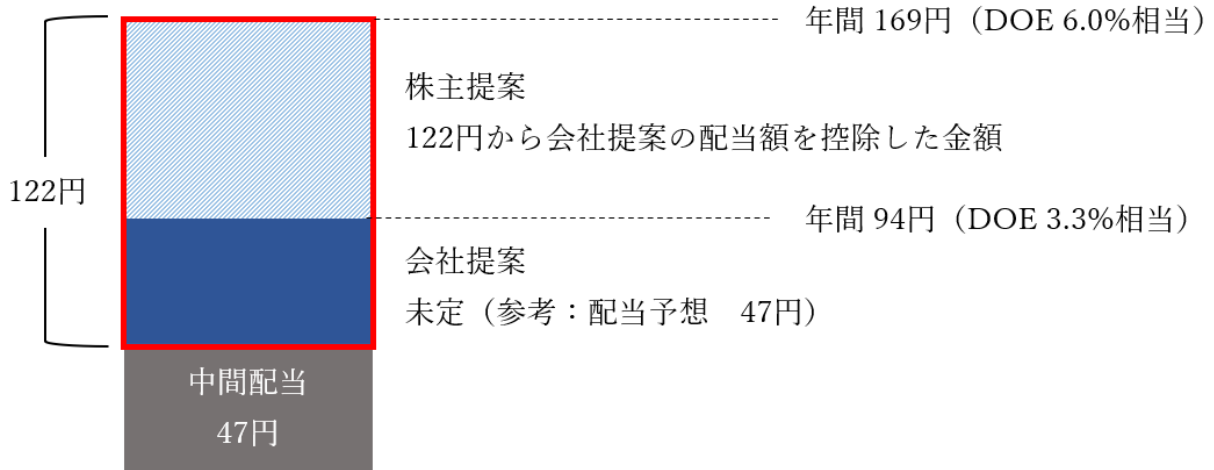 年間 169円（DOE 6.0%相当）
株主提案
122円から会社提案の配当額を控除した金額
122円
年間 94円（DOE 3.3%相当）
会社提案
未定（参考：配当予想　47円）
中間配当
47円